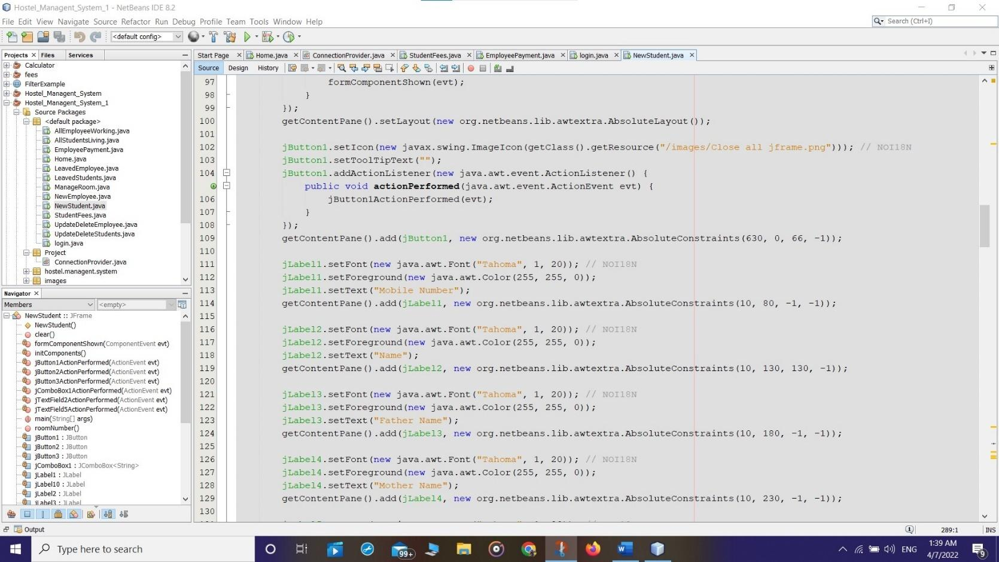 Hostel_Managent_System_1 - NetBeans IDE 8.2
File Edit View Navigate Source Refactor Run Debug Profile Team Tools Window Help
Search (Ctrl+I)
<default config>
Projects Files Services
Calculator
fees
FilterExample
Hostel_Managent_System
Hostel_Managent_System_1
Source Packages
<default package>
AllEmployeeWorking.java
AllStudentsLiving.java
EmployeePayment.java
Home.java
LeavedEmployee.java
LeavedStudents.java
ManageRoom.java
NewEmployee.java
NewStudent.java
StudentFees.java
UpdateDeleteEmployee.java
UpdateDeleteStudents.java
login.java
Project
ConnectionProvider.java
hostel.managent.system
images
Navigator
Members <empty>
NewStudent :: JFrame
NewStudent()
clear()
formComponentShown(ComponentEvent evt)
initComponents()
jButton1ActionPerformed(ActionEvent evt)
jButton2ActionPerformed(ActionEvent evt)
jButton3ActionPerformed(ActionEvent evt)
jComboBox1ActionPerformed(ActionEvent evt)
jTextField2ActionPerformed(ActionEvent evt)
jTextField5ActionPerformed(ActionEvent evt)
main(String[] args)
roomNumber()
jButton1 : JButton
jButton2 : JButton
jButton3 : JButton
jComboBox1 : JComboBox<String>
jLabel1 : JLabel
jLabel10 : JLabel
jLabel2 : JLabel
jLabel3 : JLabel
Start Page Home.java ConnectionProvider.java StudentFees.java EmployeePayment.java login.java NewStudent.java
Source Design History
97 formComponentShown(evt);
98 }
99 });
100 getContentPane().setLayout(new org.netbeans.lib.awtextra.AbsoluteLayout());
101
102 jButton1.setIcon(new javax.swing.ImageIcon(getClass().getResource("/images/Close all jframe.png"))); // NOI18N
103 jButton1.setToolTipText("");
104 jButton1.addActionListener(new java.awt.event.ActionListener() {
public void actionPerformed(java.awt.event.ActionEvent evt) {
106 jButton1ActionPerformed(evt);
107 }
108 });
109 getContentPane().add(jButton1, new org.netbeans.lib.awtextra.AbsoluteConstraints(630, 0, 66, -1));
110
111 jLabel1.setFont(new java.awt.Font("Tahoma", 1, 20)); // NOI18N
112 jLabel1.setForeground(new java.awt.Color(255, 255, 0));
113 jLabel1.setText("Mobile Number");
114 getContentPane().add(jLabel1, new org.netbeans.lib.awtextra.AbsoluteConstraints(10, 80, -1, -1));
115
116 jLabel2.setFont(new java.awt.Font("Tahoma", 1, 20)); // NOI18N
117 jLabel2.setForeground(new java.awt.Color(255, 255, 0));
118 jLabel2.setText("Name");
119 getContentPane().add(jLabel2, new org.netbeans.lib.awtextra.AbsoluteConstraints(10, 130, 130, -1));
120
121 jLabel3.setFont(new java.awt.Font("Tahoma", 1, 20)); // NOI18N
122 jLabel3.setForeground(new java.awt.Color(255, 255, 0));
123 jLabel3.setText("Father Name");
124 getContentPane().add(jLabel3, new org.netbeans.lib.awtextra.AbsoluteConstraints(10, 180, -1, -1));
125
126 jLabel4.setFont(new java.awt.Font("Tahoma", 1, 20)); // NOI18N
127 jLabel4.setForeground(new java.awt.Color(255, 255, 0));
128 jLabel4.setText("Mother Name");
129 getContentPane().add(jLabel4, new org.netbeans.lib.awtextra.AbsoluteConstraints(10, 230, -1, -1));
130
Output
289:1 INS
Type here to search
99+
ENG
1:39 AM
4/7/2022
9